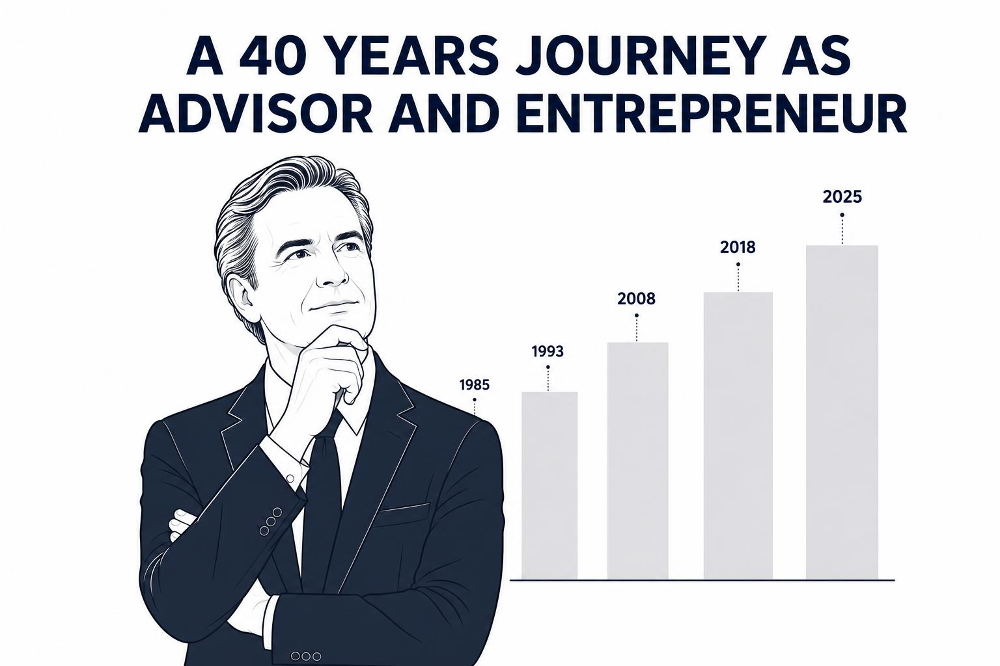 A 40 YEARS JOURNEY AS
ADVISOR AND ENTREPRENEUR
2025
2018
2008
1993
1985